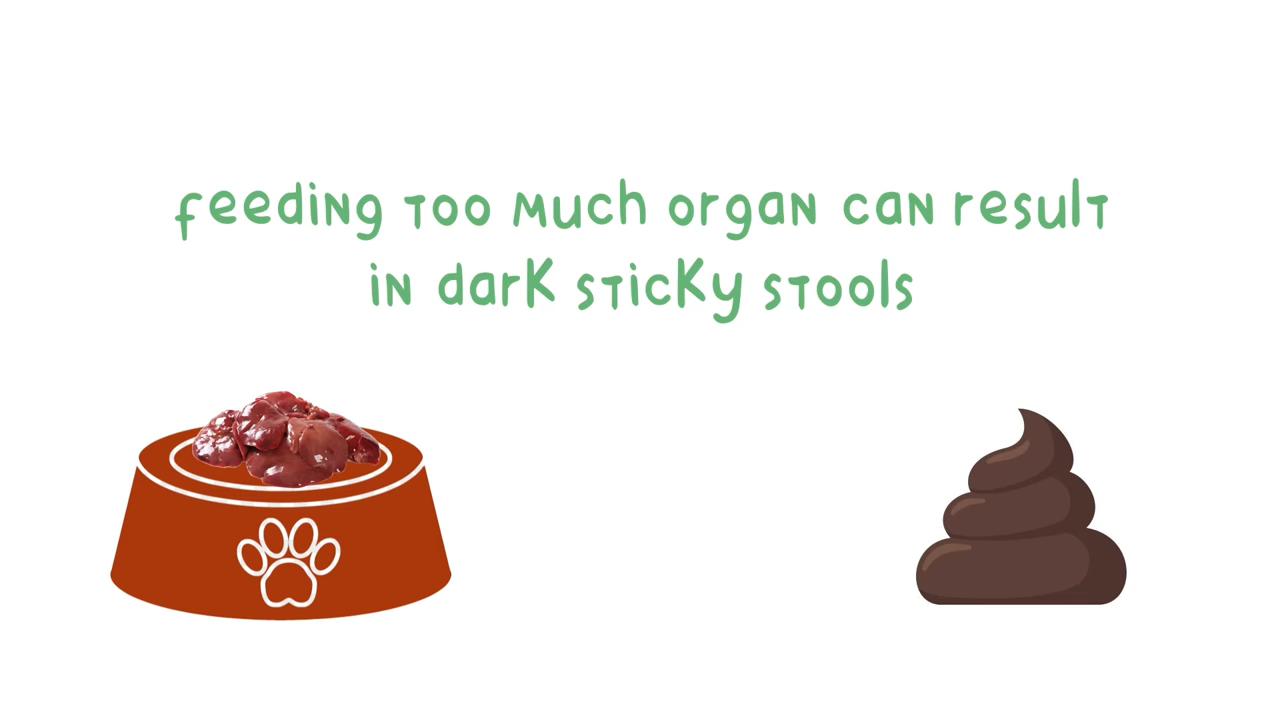 feeding too much organ can result
in dark sticky stools